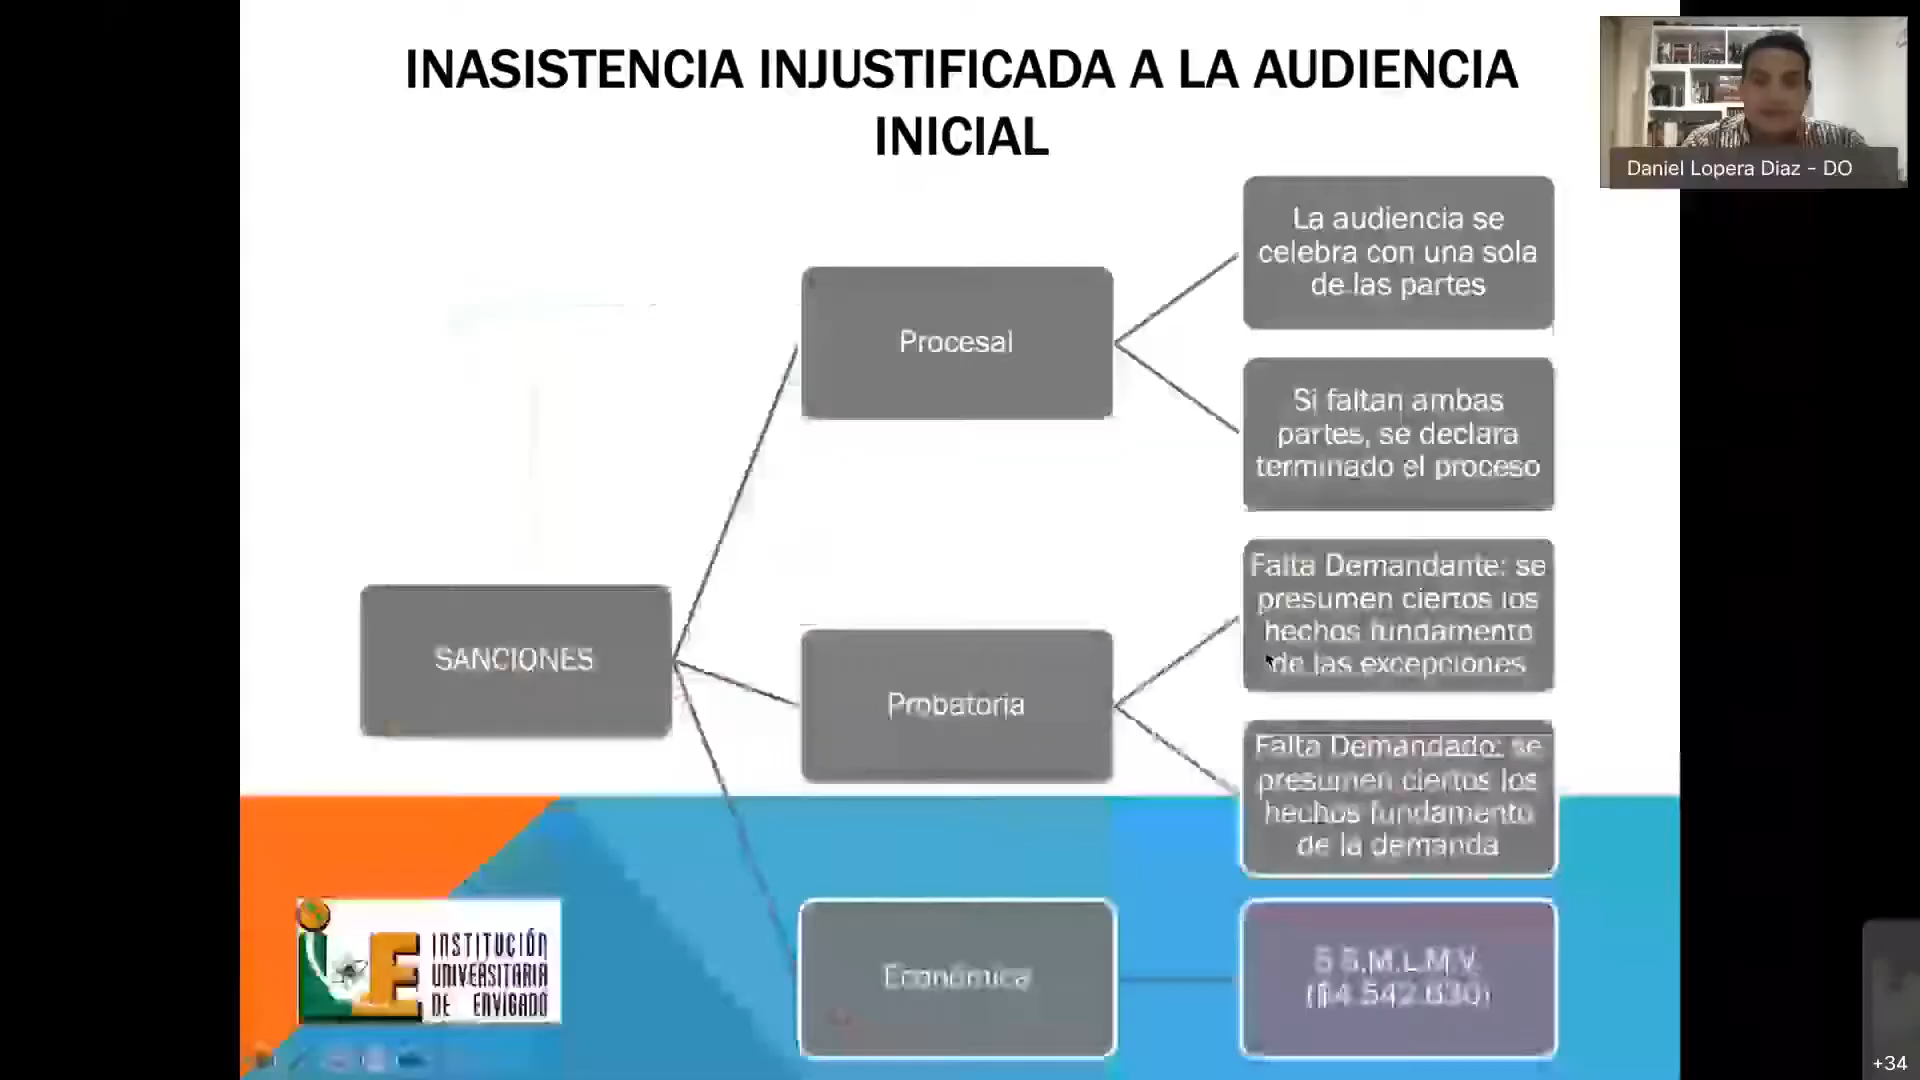 INASISTENCIA INJUSTIFICADA A LA AUDIENCIA
INICIAL
Daniel Lopera Diaz - DO
La audiencia se
celebra con una sola
de las partes
Procesal
Si faltan ambas
partes, se declara
terminado el proceso
Falta Demandante: se
presumen ciertos los
hechos fundamento
de las excepciones
SANCIONES
Probatoria
Falta Demandado: se
presumen ciertos los
hechos fundamento
de la demanda
Económica
5 S.M.L.M.V.
($4.542.630)
INSTITUCIÓN
UNIVERSITARIA
DE ENVIGADO
+34